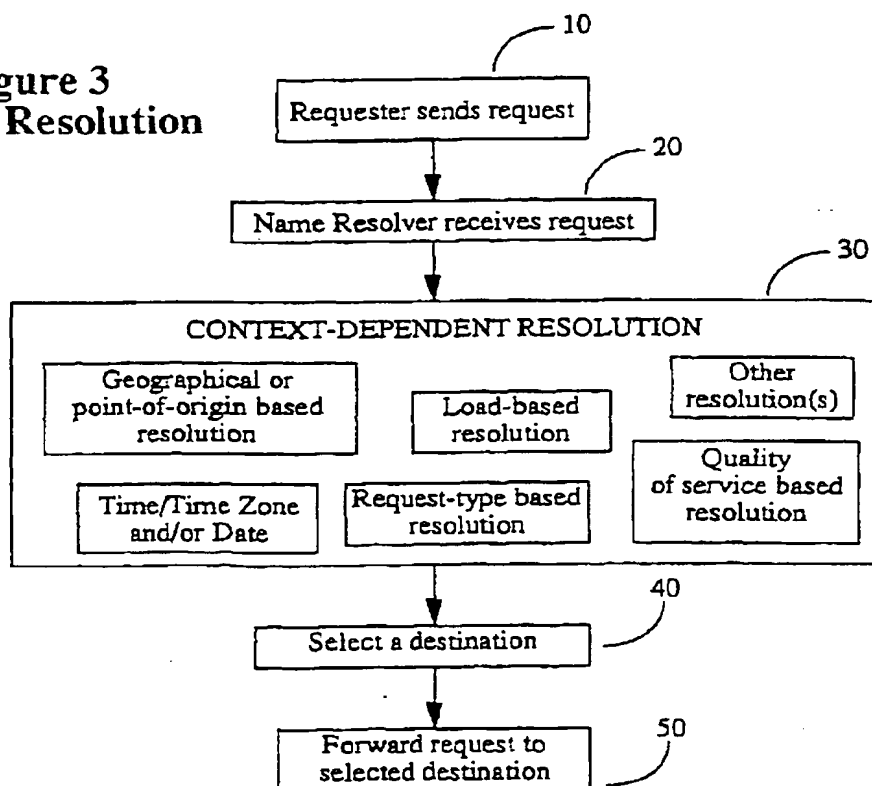 gure 3
Resolution
10
Requester sends request
20
Name Resolver receives request
30
CONTEXT-DEPENDENT RESOLUTION
Geographical or
point-of-origin based
resolution
Load-based
resolution
Other
resolution(s)
Time/Time Zone
and/or Date
Request-type based
resolution
Quality
of service based
resolution
40
Select a destination
50
Forward request to
selected destination